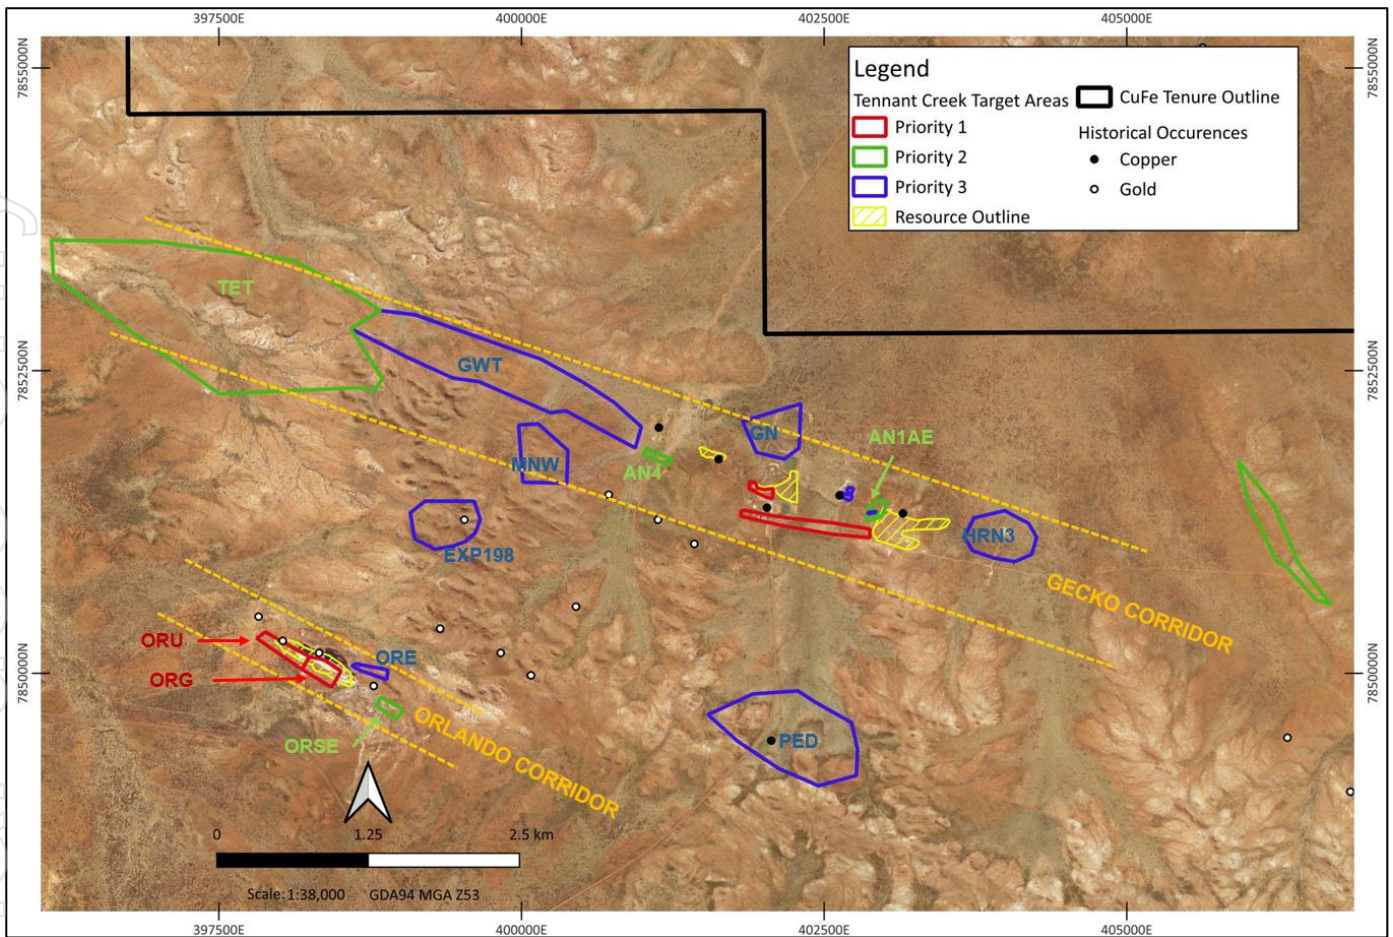 397500E
400000E
402500E
405000E
7855000N
7855000N
Legend
Tennant Creek Target Areas
Priority 1
Priority 2
Priority 3
Resource Outline
CuFe Tenure Outline
Historical Occurences
Copper
Gold
TET
GWT
7852500N
7852500N
GN
AN1AE
MNW
AN4
HRN3
EXP198
GECKO CORRIDOR
ORU
ORE
ORG
7850000N
7850000N
ORSE
ORLANDO CORRIDOR
PED
0
1.25
2.5 km
Scale: 1:38,000
GDA94 MGA Z53
397500E
400000E
402500E
405000E